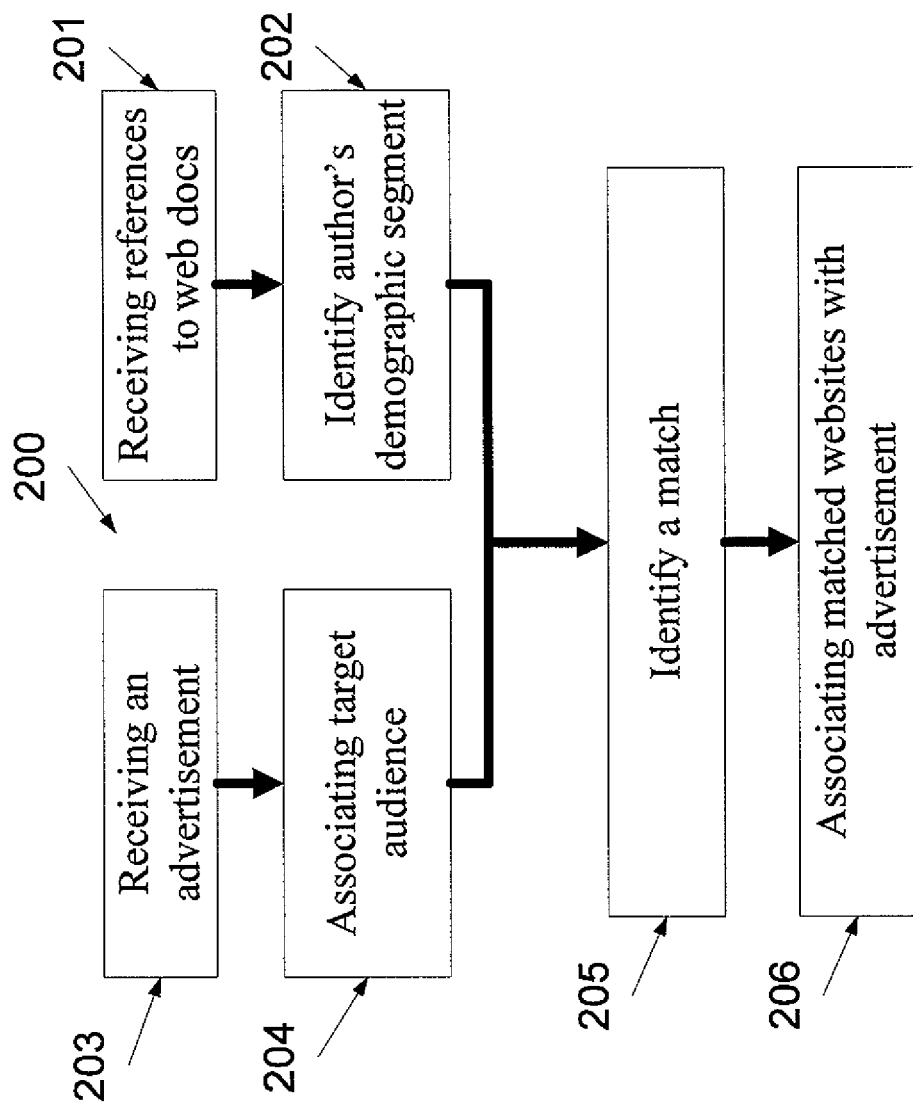 200
203
Receiving an
advertisement
201
Receiving references
to web docs
204
Associating target
audience
202
Identify author's
demographic segment
205
Identify a match
206
Associating matched websites with
advertisement